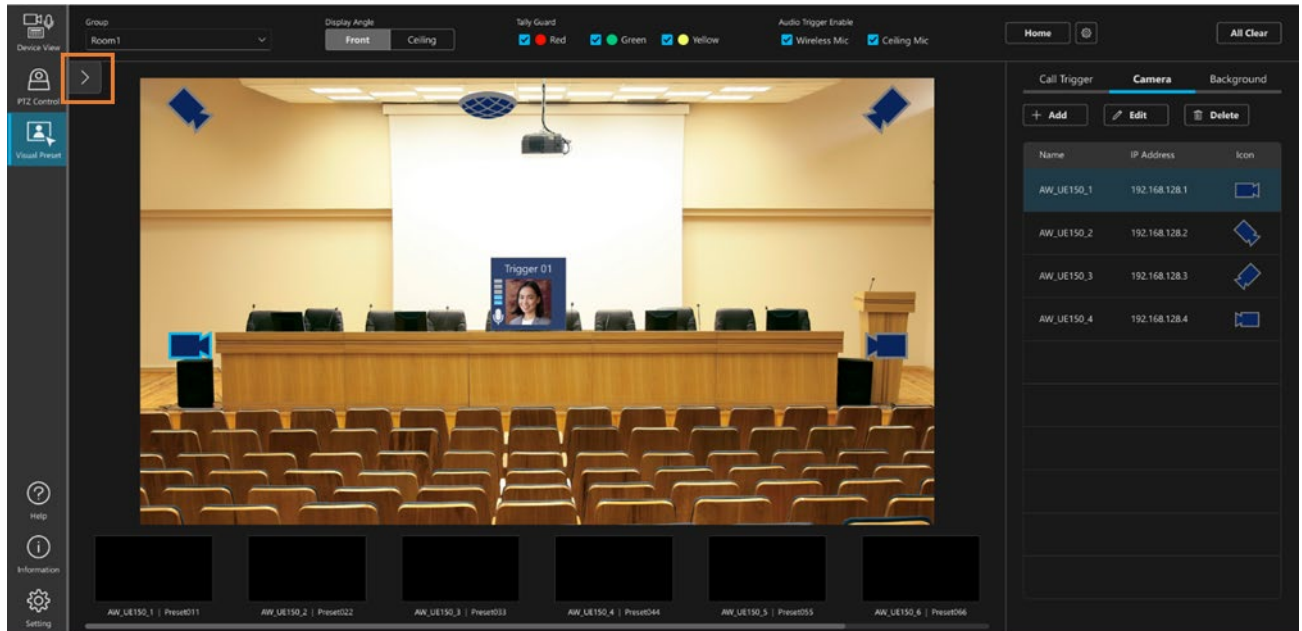 Device View
PTZ Control
Visual Preset
Help
Information
Setting
Group
Room1
Display Angle
Front Ceiling
Tally Guard
Red Green Yellow
Audio Trigger Enable
Wireless Mic Ceiling Mic
Home
All Clear
Trigger 01
AW_UE150_1 | Preset011
AW_UE150_2 | Preset022
AW_UE150_3 | Preset033
AW_UE150_4 | Preset044
AW_UE150_5 | Preset055
AW_UE150_6 | Preset066
Call Trigger Camera Background
+ Add Edit Delete
Name IP Address Icon
AW_UE150_1 192.168.128.1
AW_UE150_2 192.168.128.2
AW_UE150_3 192.168.128.3
AW_UE150_4 192.168.128.4